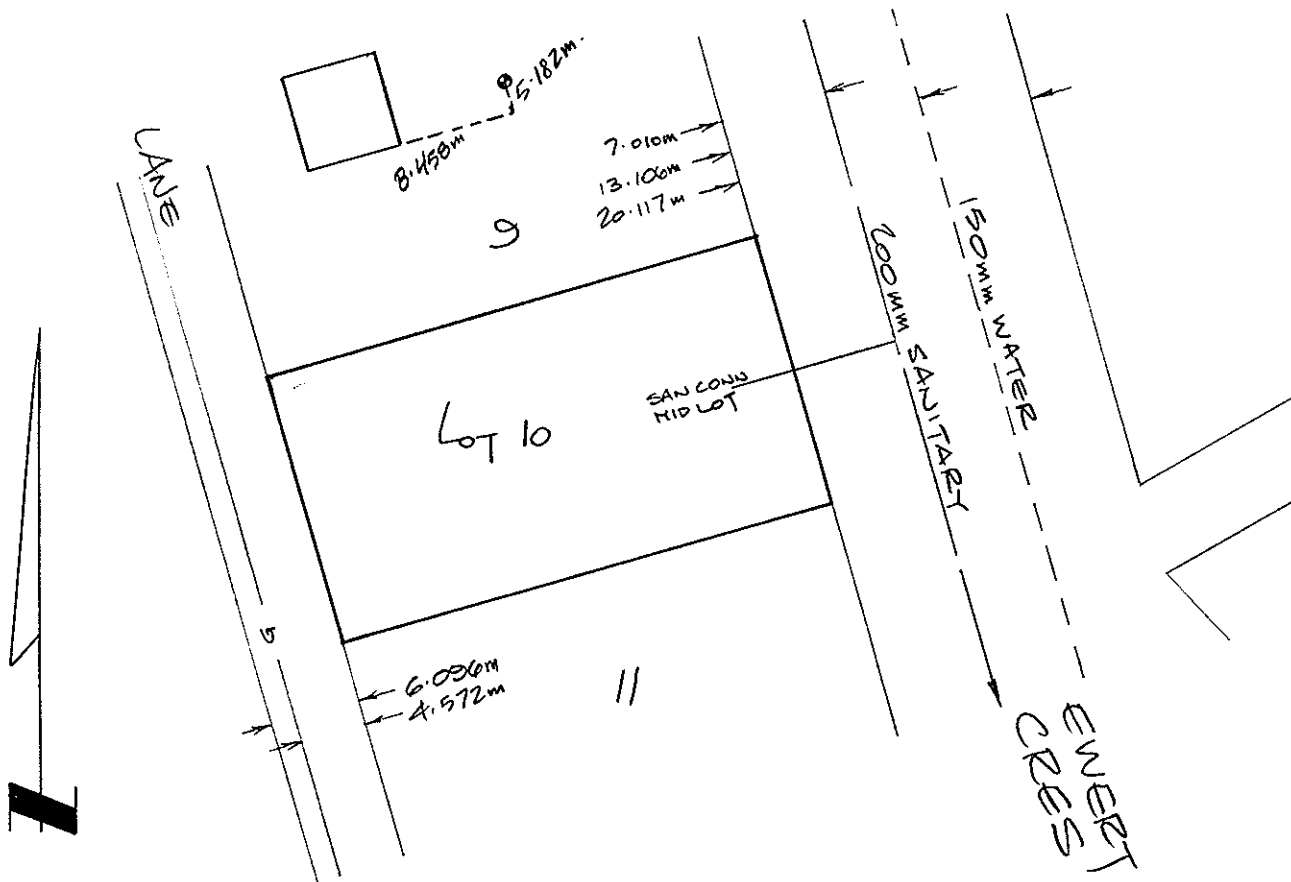 5.182m.
8.458m
LANE
7.010m
13.106m
20.117m
9
150mm WATER
200mm SANITARY
SAN CONN
MID LOT
LOT 10
G
6.096m
4.572m
11
EWERT
CRES